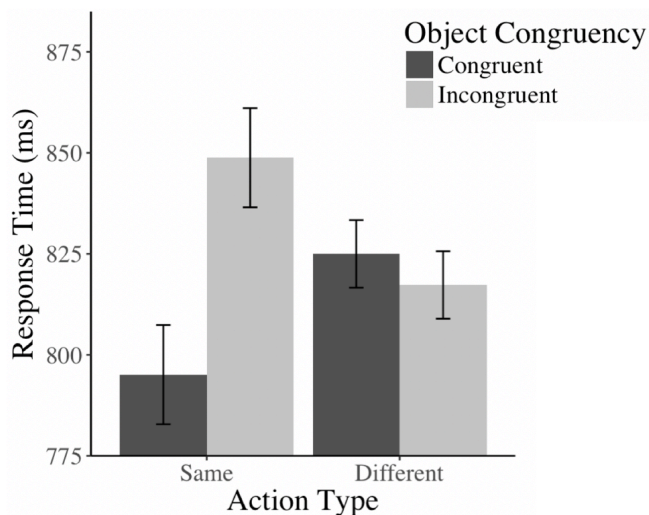 Object Congruency
Congruent
Incongruent
Response Time (ms)
875
850
825
800
775
Same Different
Action Type